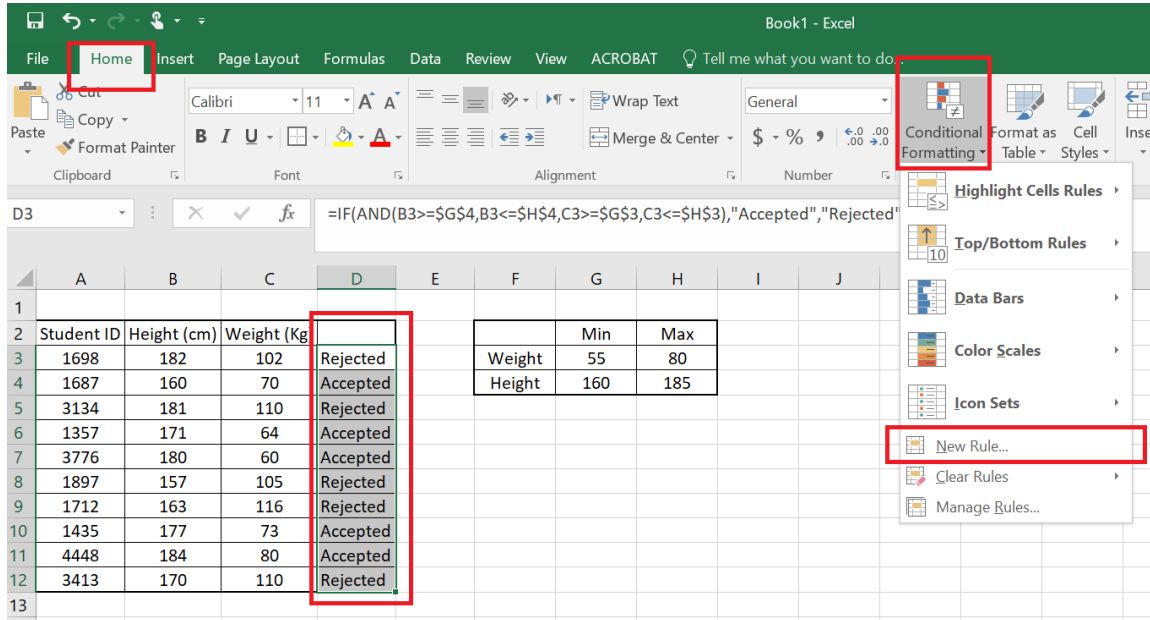 Book1 - Excel
File Home Insert Page Layout Formulas Data Review View ACROBAT Tell me what you want to do...
Cut
Copy
Format Painter
Paste
Clipboard
Calibri 11 A A
B I U A
Font
Wrap Text
Merge & Center
Alignment
General
$ % , .0 .00 .00 .0
Number
Conditional Formatting
Format as Table
Cell Styles
Inse
D3 fx =IF(AND(B3>=$G$4,B3<=$H$4,C3>=$G$3,C3<=$H$3),"Accepted","Rejected"
Highlight Cells Rules
10 Top/Bottom Rules
Data Bars
Color Scales
Icon Sets
New Rule...
Clear Rules
Manage Rules...
A B C D E F G H I J
1
2 Student ID Height (cm) Weight (Kg Min Max
3 1698 182 102 Rejected Weight 55 80
4 1687 160 70 Accepted Height 160 185
5 3134 181 110 Rejected
6 1357 171 64 Accepted
7 3776 180 60 Accepted
8 1897 157 105 Rejected
9 1712 163 116 Rejected
10 1435 177 73 Accepted
11 4448 184 80 Accepted
12 3413 170 110 Rejected
13